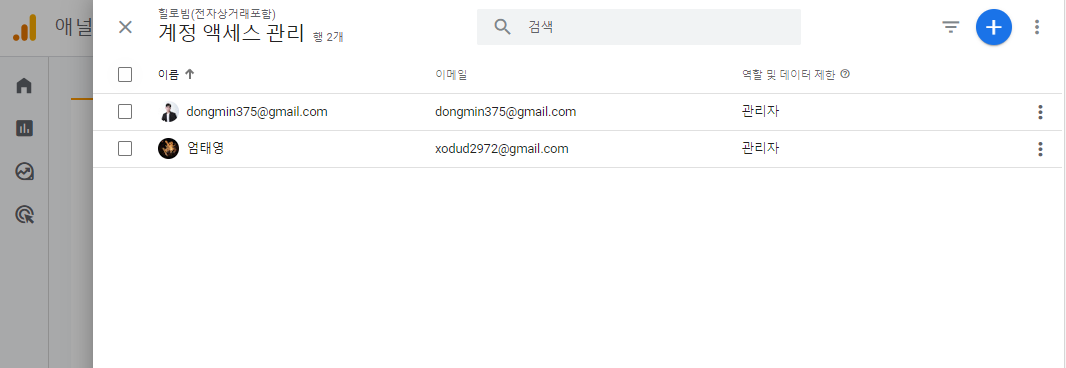 애널
힐로빔(전자상거래포함)
계정 액세스 관리 행 2개
검색
이름 이메일 역할 및 데이터 제한
dongmin375@gmail.com dongmin375@gmail.com 관리자
엄태영 xodud2972@gmail.com 관리자